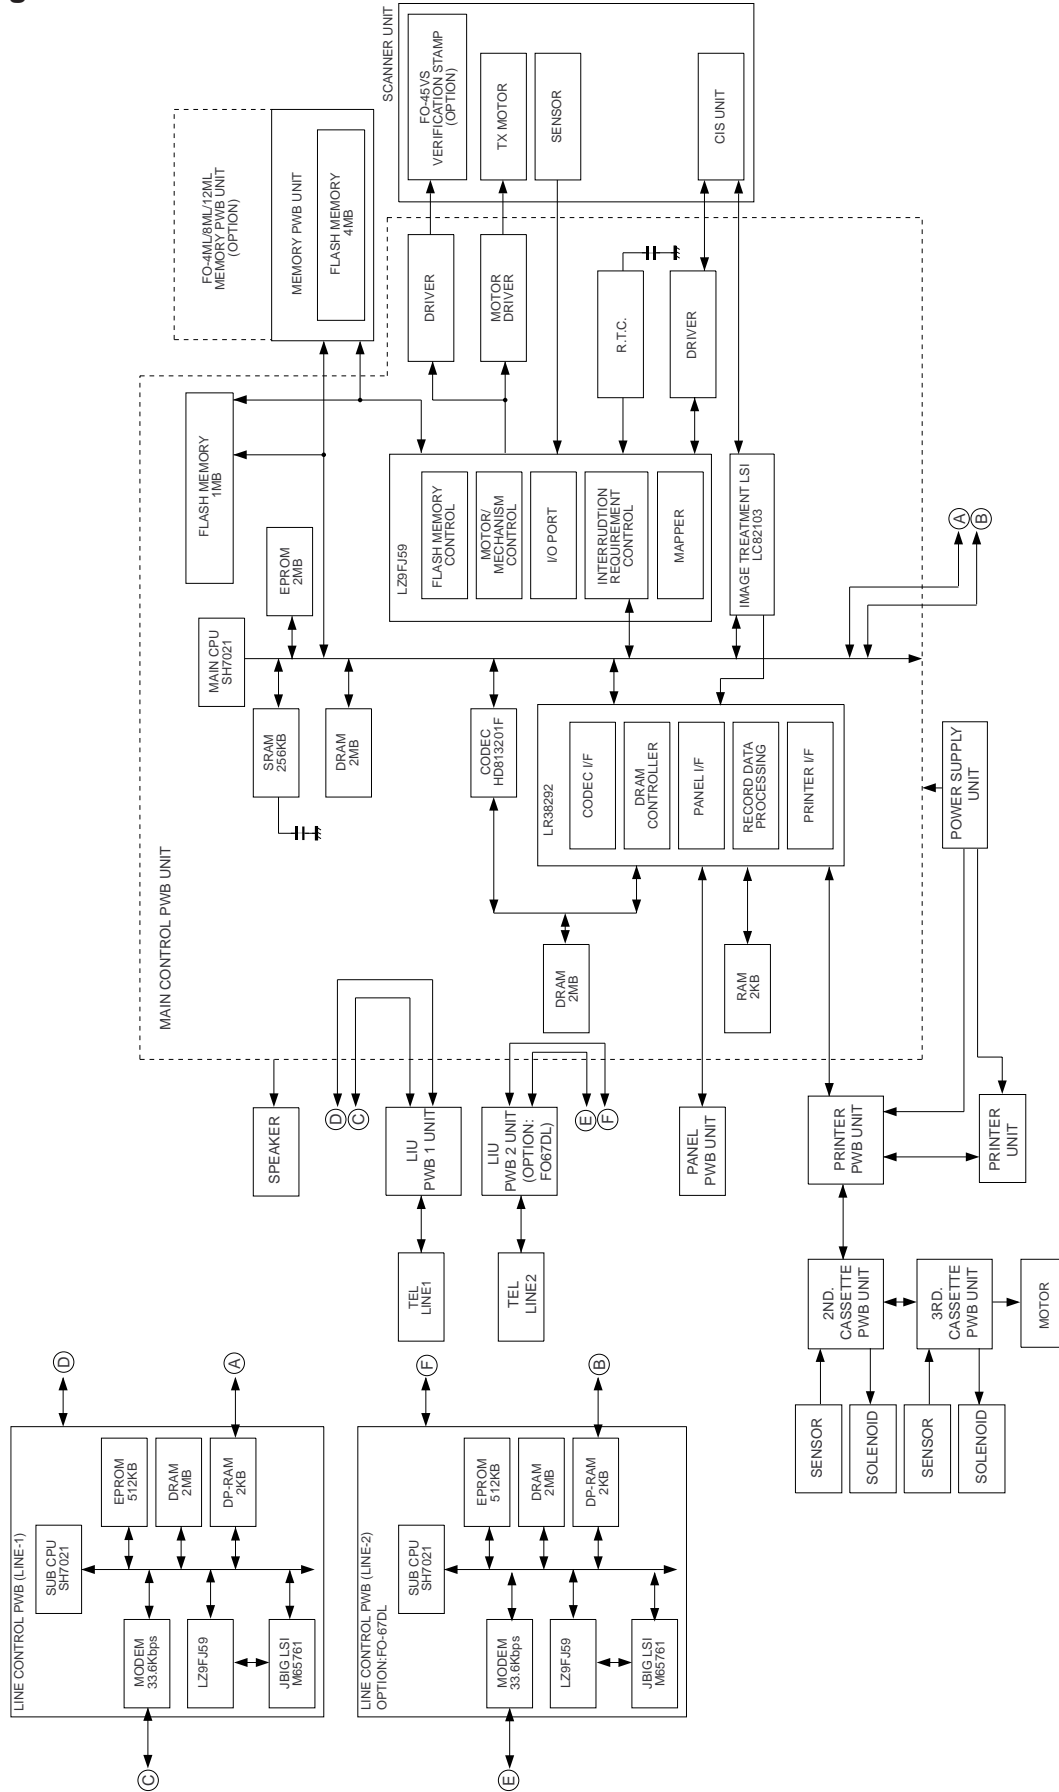 g
LINE CONTROL PWB (LINE-1)
SUB CPU
SH7021
EPROM
512KB
DRAM
2MB
DP-RAM
2KB
MODEM
33.6Kbps
LZ9FJ59
JBIG LSI
M65761
D
A
C
LINE CONTROL PWB (LINE-2)
OPTION:FO-67DL
SUB CPU
SH7021
EPROM
512KB
DRAM
2MB
DP-RAM
2KB
MODEM
33.6Kbps
LZ9FJ59
JBIG LSI
M65761
F
B
E
MAIN CONTROL PWB UNIT
SPEAKER
D
C
LIU
PWB 1 UNIT
TEL
LINE1
LIU
PWB 2 UNIT
(OPTION:
FO67DL)
TEL
LINE2
E
F
PANEL
PWB UNIT
PRINTER
PWB UNIT
PRINTER
UNIT
2ND.
CASSETTE
PWB UNIT
3RD.
CASSETTE
PWB UNIT
MOTOR
SENSOR
SOLENOID
SENSOR
SOLENOID
POWER SUPPLY
UNIT
MAIN CPU
SH7021
SRAM
256KB
DRAM
2MB
EPROM
2MB
FLASH MEMORY
1MB
CODEC
HD813201F
DRAM
2MB
RAM
2KB
LR38292
CODEC I/F
DRAM
CONTROLLER
PANEL I/F
RECORD DATA
PROCESSING
PRINTER I/F
LZ9FJ59
FLASH MEMORY
CONTROL
MOTOR/
MECHANISM
CONTROL
I/O PORT
INTERRUDTION
REQUIREMENT
CONTROL
MAPPER
IMAGE TREATMENT LSI
LC82103
A
B
DRIVER
MOTOR
DRIVER
R.T.C.
DRIVER
FO-4ML/8ML/12ML
MEMORY PWB UNIT
(OPTION)
MEMORY PWB UNIT
FLASH MEMORY
4MB
SCANNER UNIT
FO-45VS
VERIFICATION STAMP
(OPTION)
TX MOTOR
SENSOR
CIS UNIT